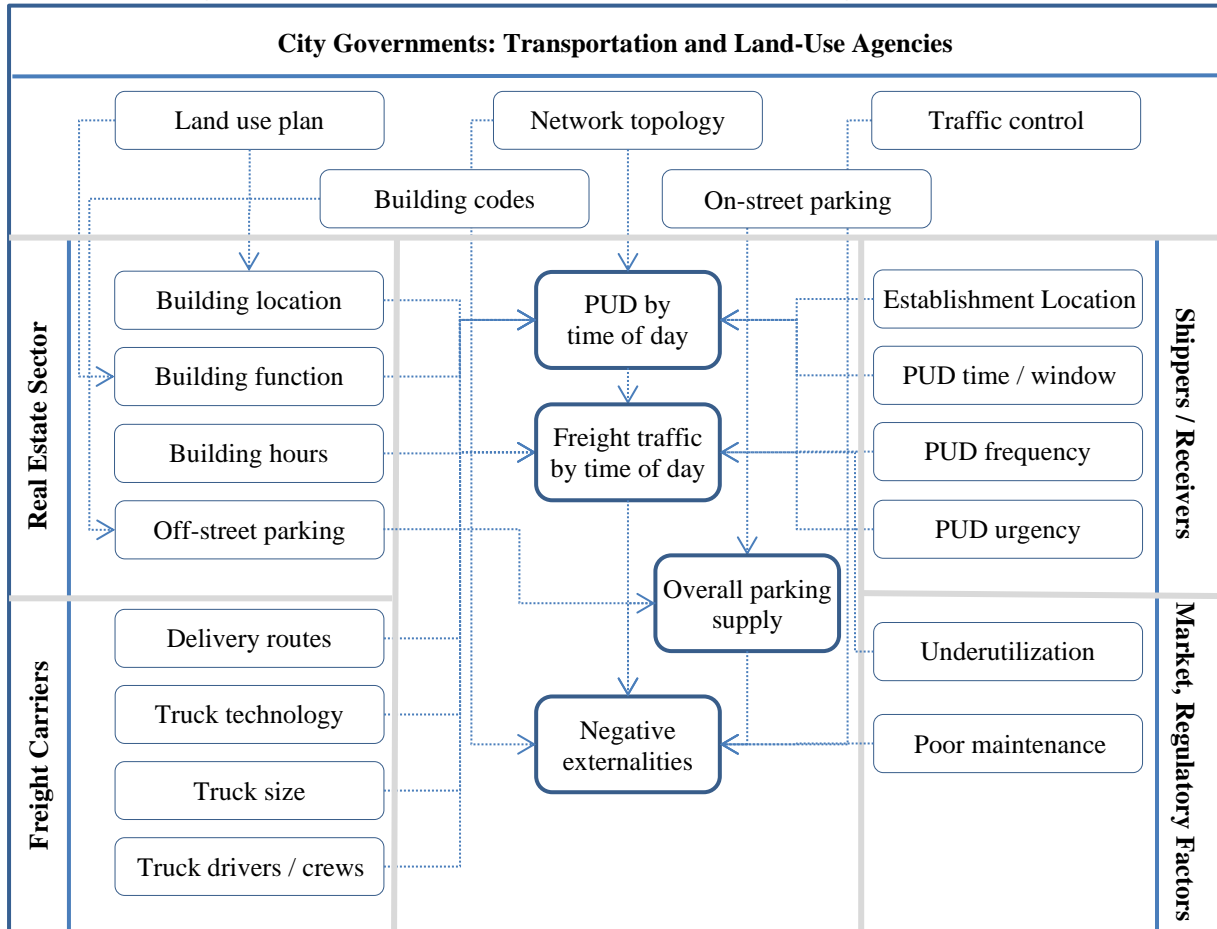 City Governments: Transportation and Land-Use Agencies
Land use plan
Network topology
Traffic control
Building codes
On-street parking
Real Estate Sector
Building location
Building function
Building hours
Off-street parking
Freight Carriers
Delivery routes
Truck technology
Truck size
Truck drivers / crews
PUD by
time of day
Freight traffic
by time of day
Overall parking
supply
Negative
externalities
Establishment Location
PUD time / window
PUD frequency
PUD urgency
Shippers / Receivers
Underutilization
Poor maintenance
Market, Regulatory Factors